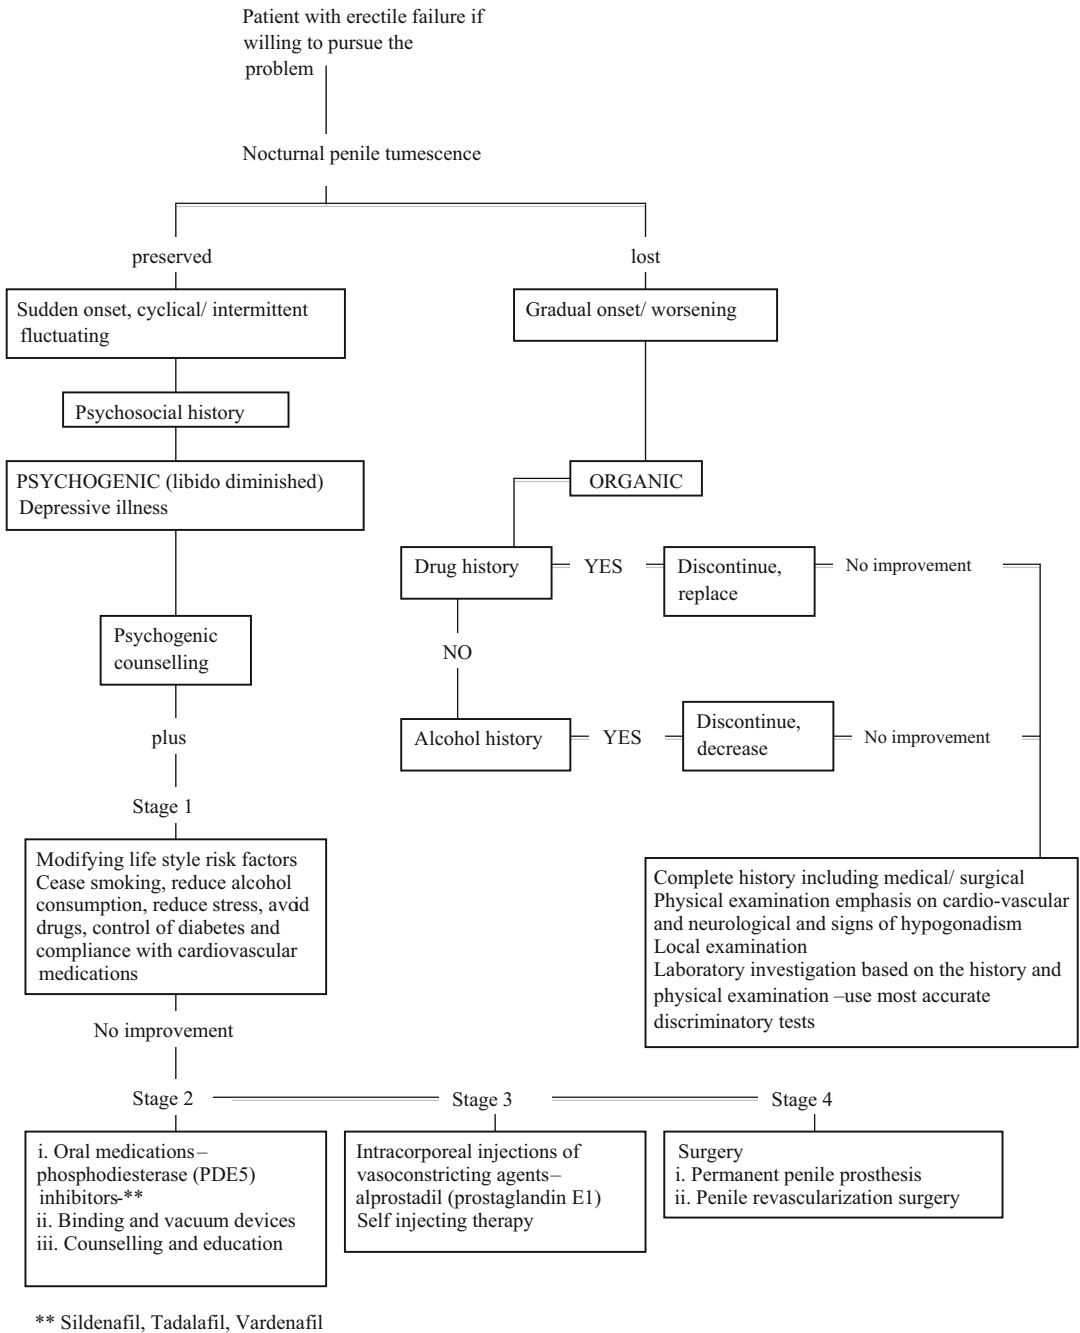 Patient with erectile failure if
willing to pursue the
problem
Nocturnal penile tumescence
preserved
lost
Sudden onset, cyclical/ intermittent
fluctuating
Gradual onset/ worsening
Psychosocial history
PSYCHOGENIC (libido diminished)
Depressive illness
ORGANIC
Drug history
YES
Discontinue,
replace
No improvement
NO
Psychogenic
counselling
Alcohol history
YES
Discontinue,
decrease
No improvement
plus
Stage 1
Modifying life style risk factors
Cease smoking, reduce alcohol
consumption, reduce stress, avoid
drugs, control of diabetes and
compliance with cardiovascular
medications
Complete history including medical/ surgical
Physical examination emphasis on cardio-vascular
and neurological and signs of hypogonadism
Local examination
Laboratory investigation based on the history and
physical examination –use most accurate
discriminatory tests
No improvement
Stage 2
Stage 3
Stage 4
i. Oral medications–
phosphodiesterase (PDE5)
inhibitors-**
ii. Binding and vacuum devices
iii. Counselling and education
Intracorporeal injections of
vasoconstricting agents–
alprostadil (prostaglandin E1)
Self injecting therapy
Surgery
i. Permanent penile prosthesis
ii. Penile revascularization surgery
** Sildenafil, Tadalafil, Vardenafil